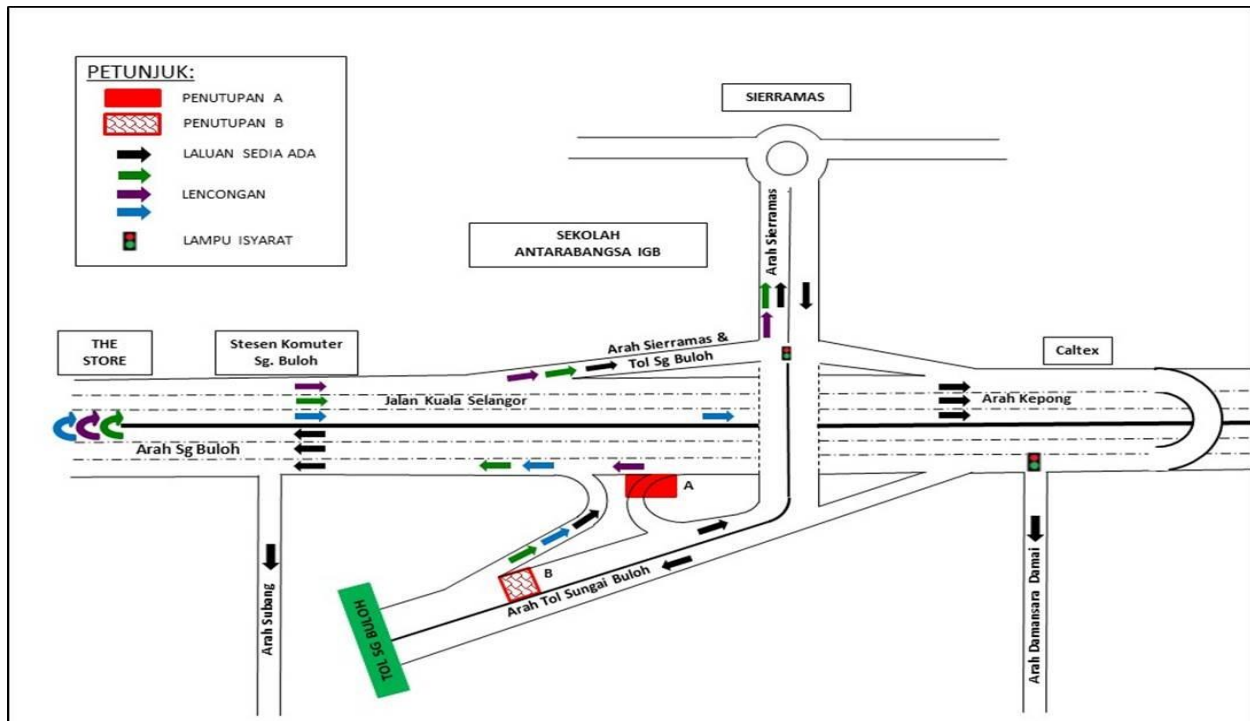 PETUNJUK:
PENUTUPAN A
PENUTUPAN B
LALUAN SEDIA ADA
LENCONGAN
LAMPU ISYARAT
SIERRAMAS
SEKOLAH
ANTARABANGSA IGB
Arah Sierramas
THE
STORE
Stesen Komuter
Sg. Buloh
Arah Sierramas &
Tol Sg Buloh
Caltex
Jalan Kuala Selangor
Arah Kepong
Arah Sg Buloh
A
B
Arah Tol Sungai Buloh
TOL SG BULOH
Arah Subang
Arah Damansara Damai